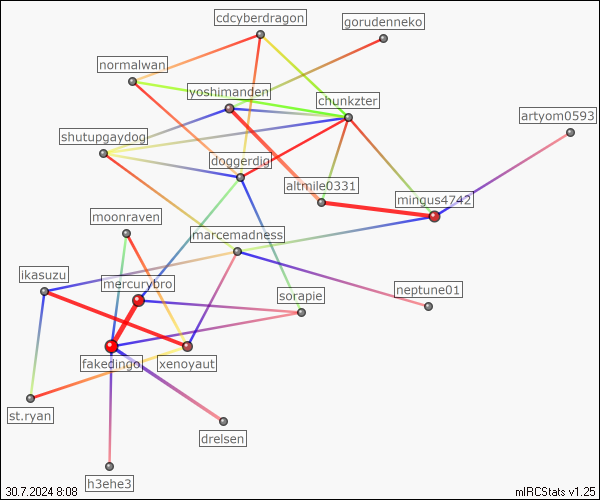 cdcyberdragon
gorudenneko
normalwan
yoshimanden
chunkzter
artyom0593
shutupgaydog
doggerdig
altmile0331
mingus4742
moonraven
marcemadness
ikasuzu
mercurybro
sorapie
neptune01
fakedingo
xenoyaut
st.ryan
drelsen
h3ehe3
30.7.2024 8:08
mIRCStats v1.25